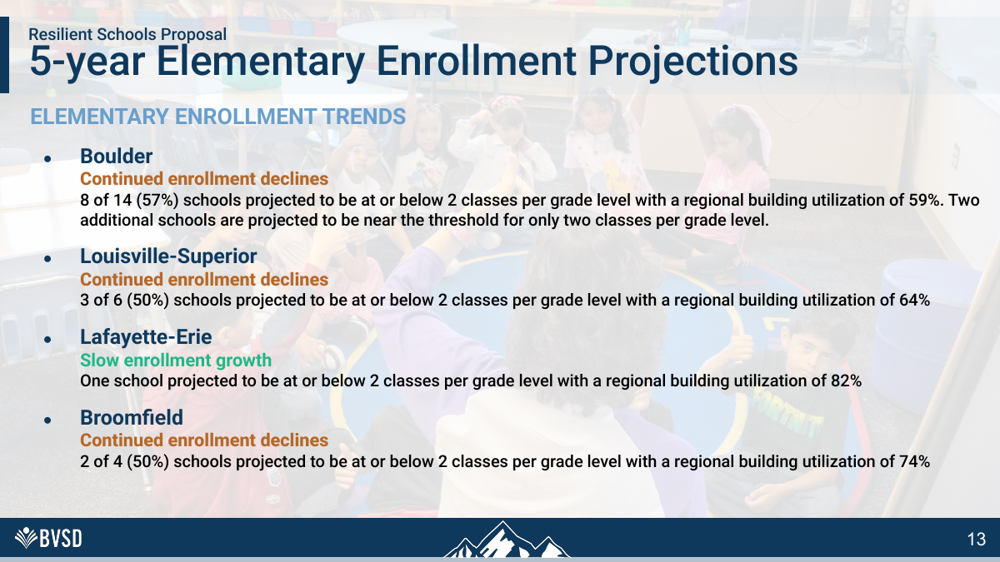 Resilient Schools Proposal
5-year Elementary Enrollment Projections
ELEMENTARY ENROLLMENT TRENDS
● Boulder
Continued enrollment declines
8 of 14 (57%) schools projected to be at or below 2 classes per grade level with a regional building utilization of 59%. Two
additional schools are projected to be near the threshold for only two classes per grade level.
● Louisville-Superior
Continued enrollment declines
3 of 6 (50%) schools projected to be at or below 2 classes per grade level with a regional building utilization of 64%
● Lafayette-Erie
Slow enrollment growth
One school projected to be at or below 2 classes per grade level with a regional building utilization of 82%
● Broomfield
Continued enrollment declines
2 of 4 (50%) schools projected to be at or below 2 classes per grade level with a regional building utilization of 74%
BVSD
13